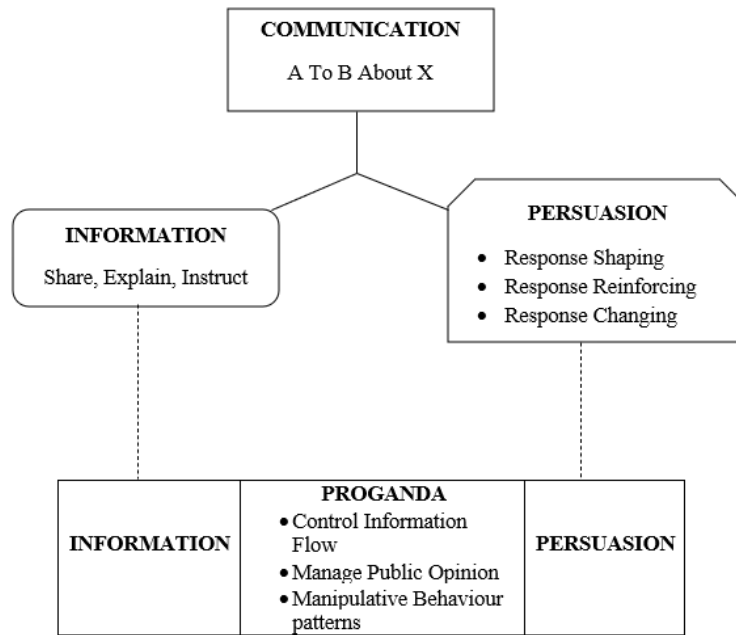 COMMUNICATION
A To B About X
INFORMATION
Share, Explain, Instruct
PERSUASION
• Response Shaping
• Response Reinforcing
• Response Changing
INFORMATION
PROGANDA
• Control Information
Flow
• Manage Public Opinion
• Manipulative Behaviour
patterns
PERSUASION